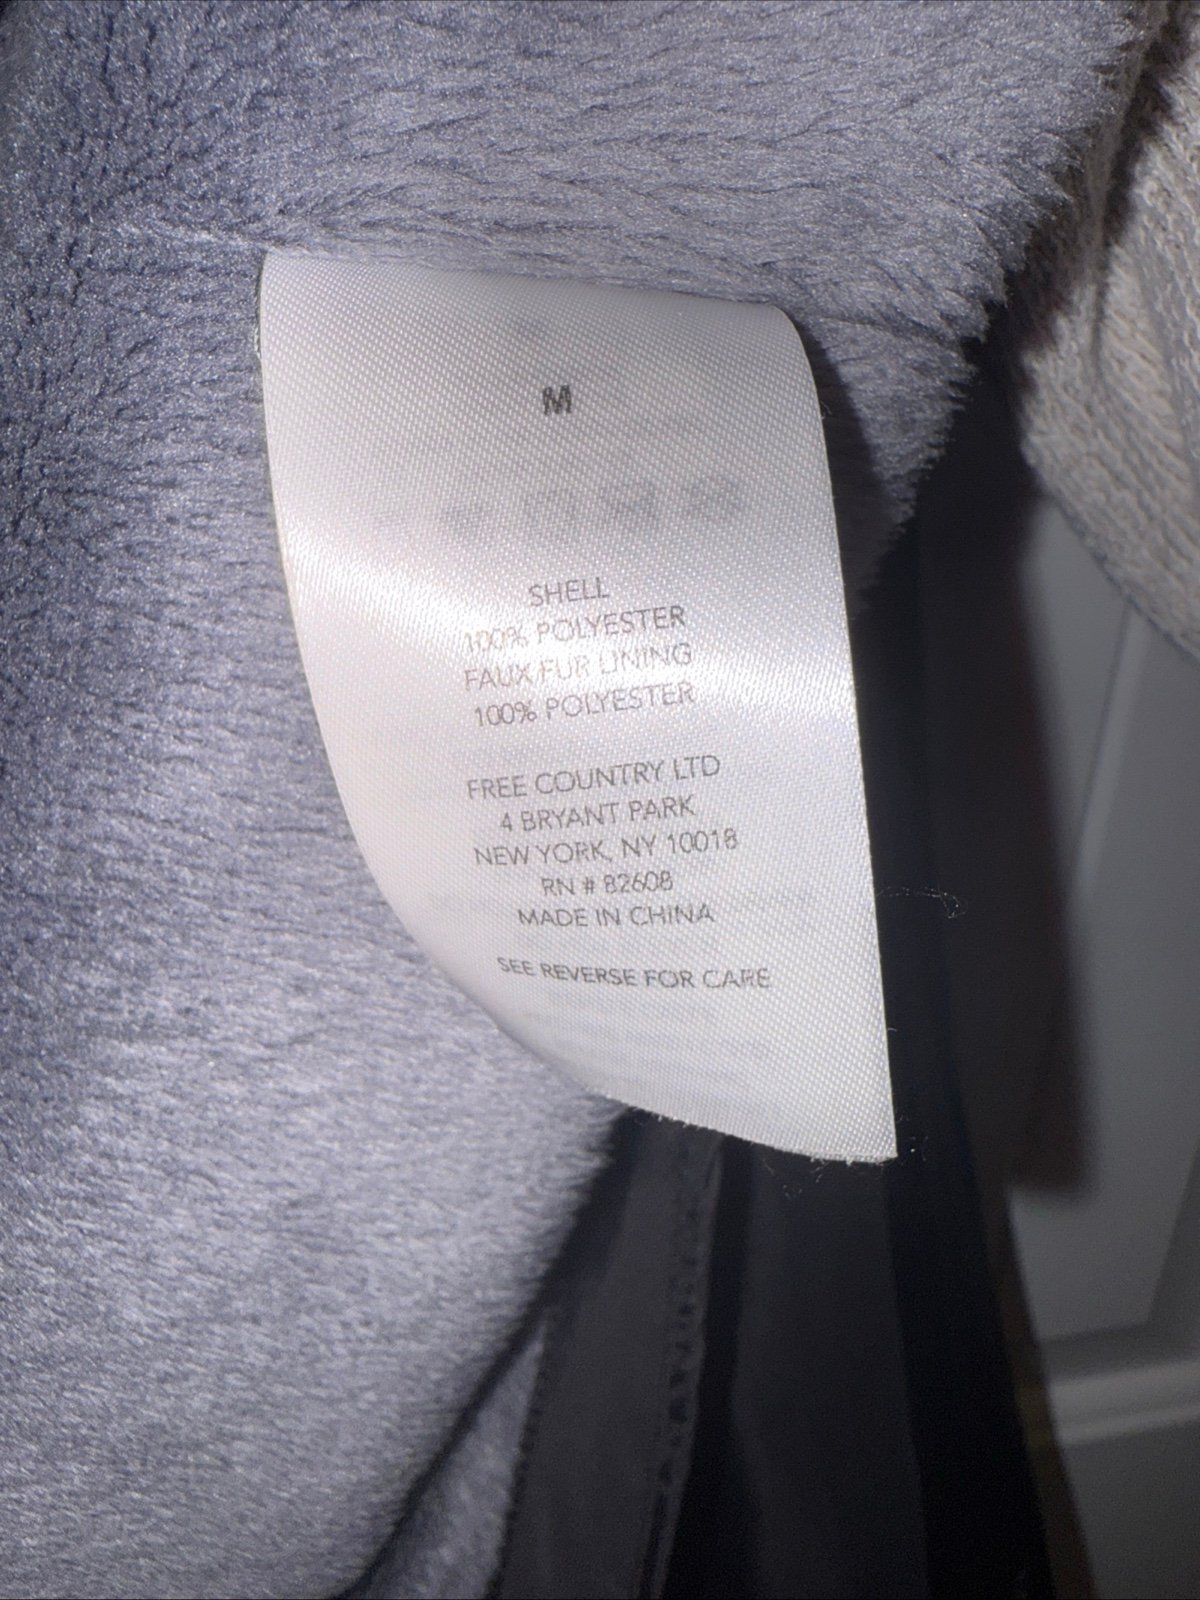 M
SHELL
100% POLYESTER
FAUX FUR LINING
100% POLYESTER
FREE COUNTRY LTD
4 BRYANT PARK
NEW YORK, NY 10018
RN # 82608
MADE IN CHINA
SEE REVERSE FOR CARE